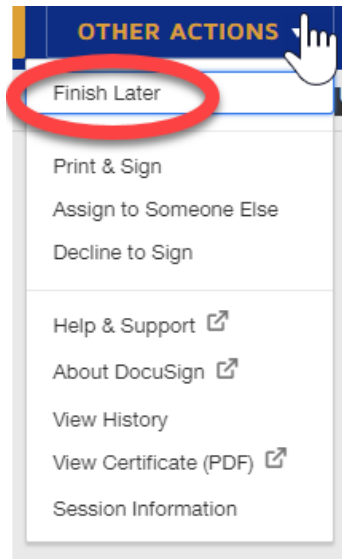 OTHER ACTIONS
Finish Later
Print & Sign
Assign to Someone Else
Decline to Sign
Help & Support
About DocuSign
View History
View Certificate (PDF)
Session Information